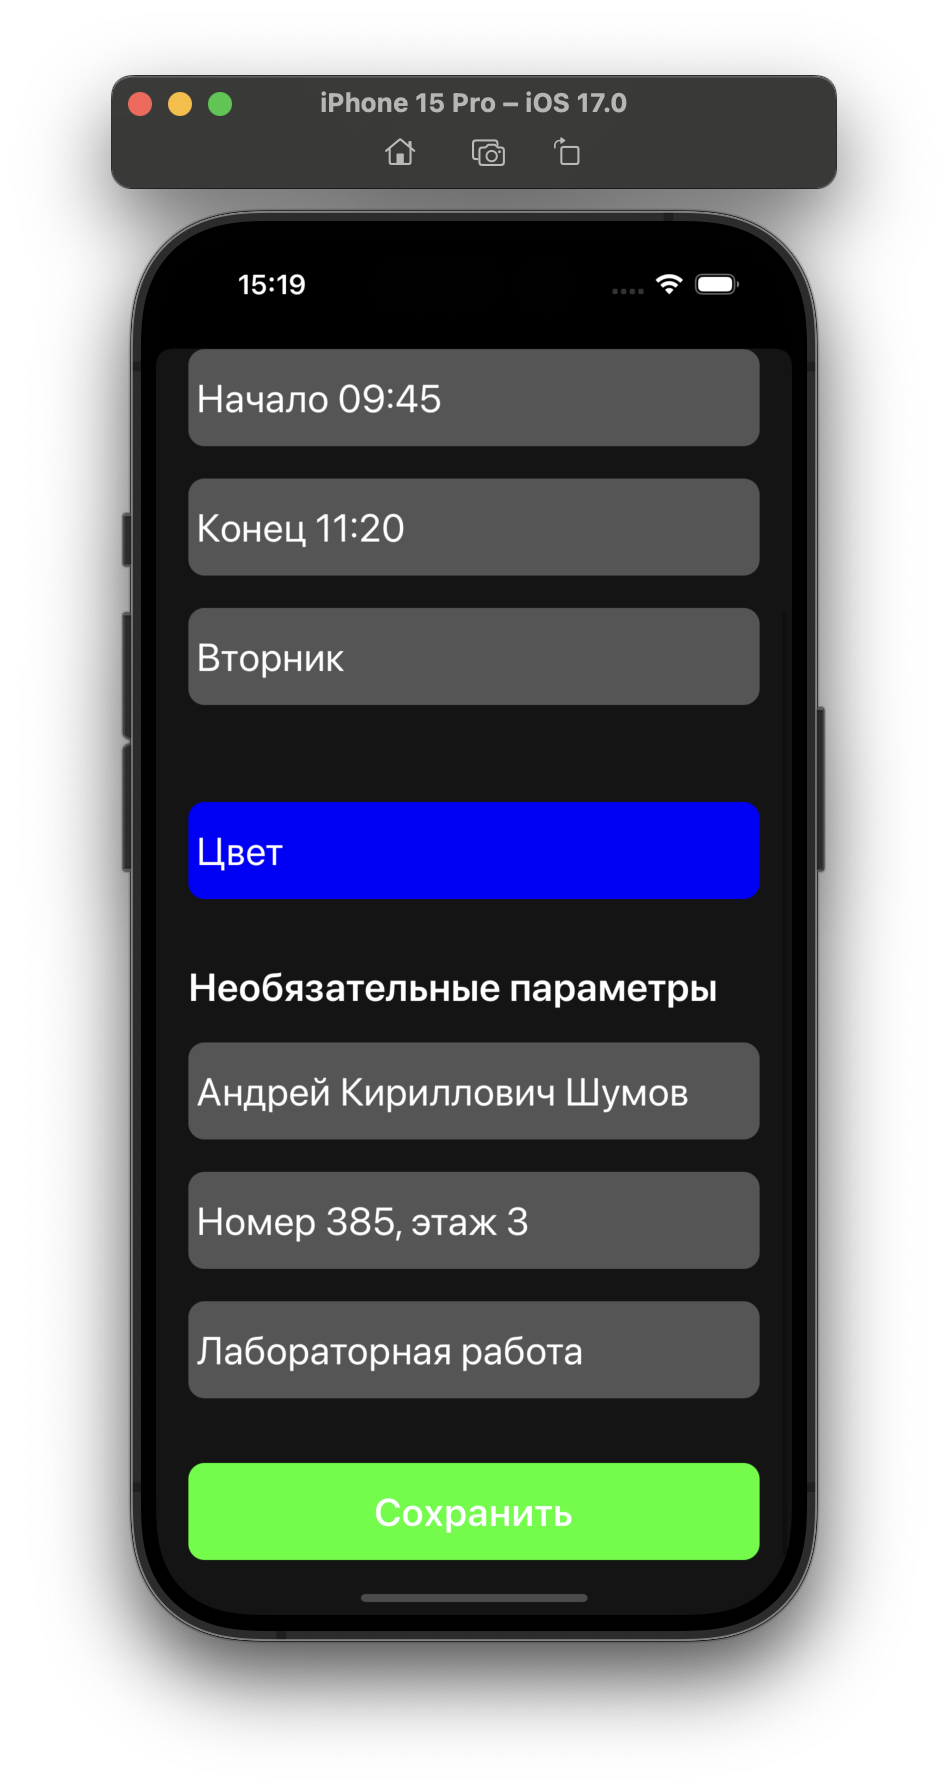 iPhone 15 Pro – iOS 17.0
15:19
Начало 09:45
Конец 11:20
Вторник
Цвет
Необязательные параметры
Андрей Кириллович Шумов
Номер 385, этаж 3
Лабораторная работа
Сохранить